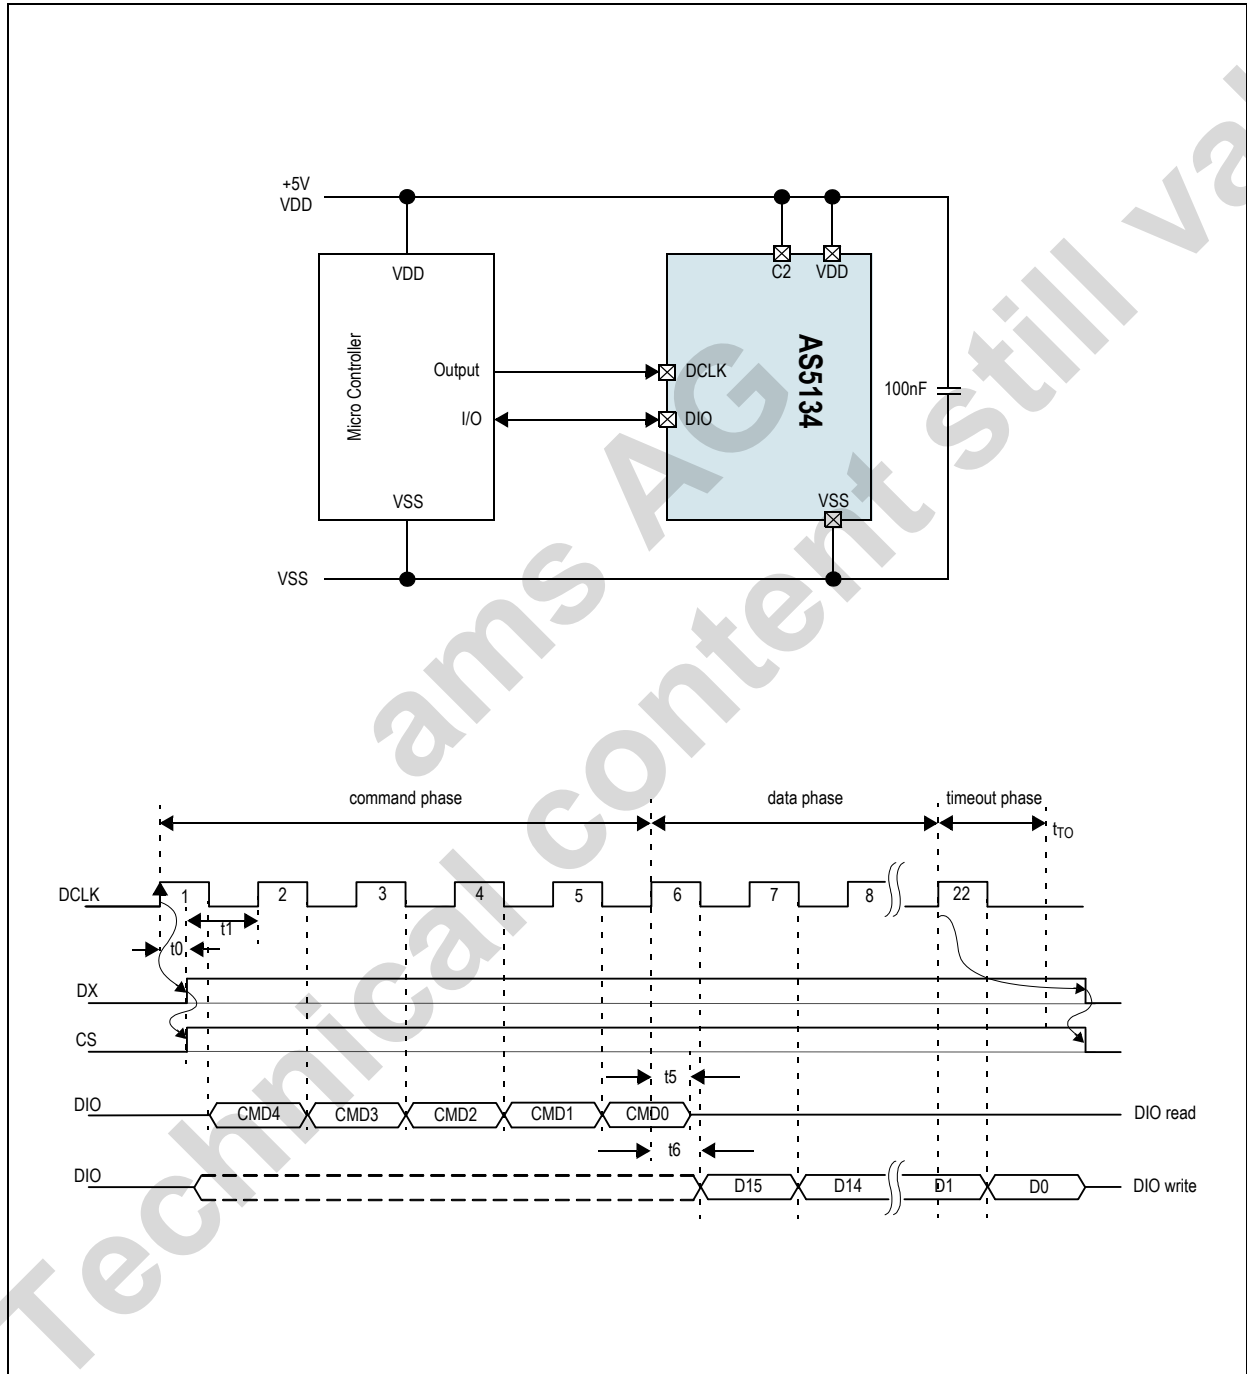 +5V
VDD
VDD
C2 VDD
Micro Controller
AS5134
Output
DCLK
100nF
I/O
DIO
VSS
VSS
VSS
command phase data phase timeout phase
tTO
DCLK 1 2 3 4 5 6 7 8 22
t1
t0
DX
CS
t5
DIO CMD4 CMD3 CMD2 CMD1 CMD0 DIO read
t6
DIO D15 D14 D1 D0 DIO write
ams AG
Technical content still val